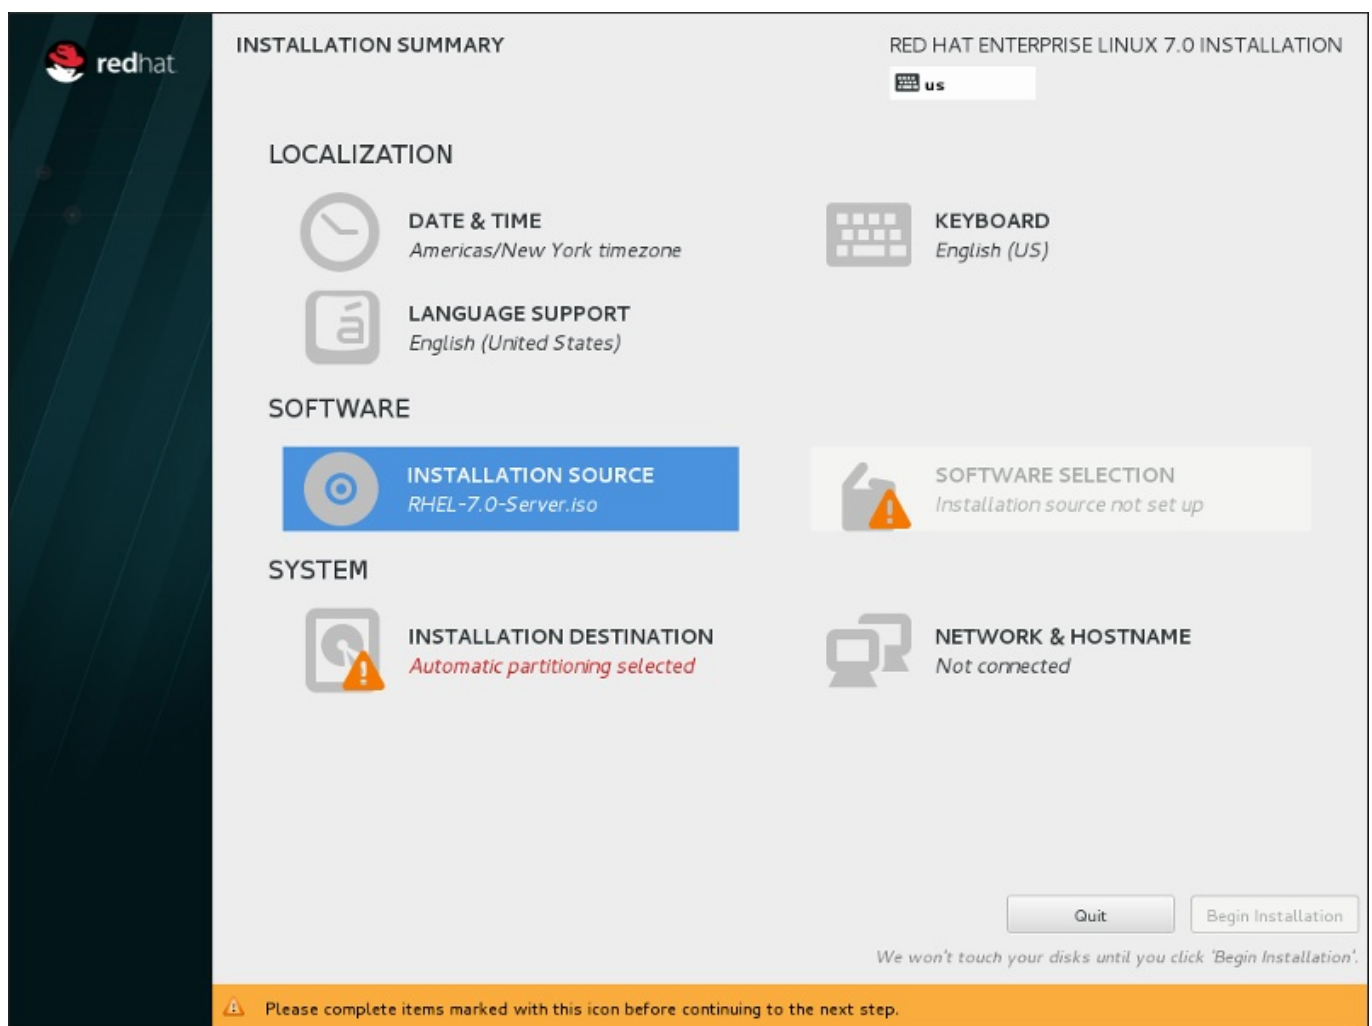 redhat.
INSTALLATION SUMMARY
RED HAT ENTERPRISE LINUX 7.0 INSTALLATION
us
LOCALIZATION
DATE & TIME
Americas/New York timezone
KEYBOARD
English (US)
á
LANGUAGE SUPPORT
English (United States)
SOFTWARE
INSTALLATION SOURCE
RHEL-7.0-Server.iso
SOFTWARE SELECTION
Installation source not set up
SYSTEM
INSTALLATION DESTINATION
Automatic partitioning selected
NETWORK & HOSTNAME
Not connected
Quit
Begin Installation
We won't touch your disks until you click 'Begin Installation'.
Please complete items marked with this icon before continuing to the next step.